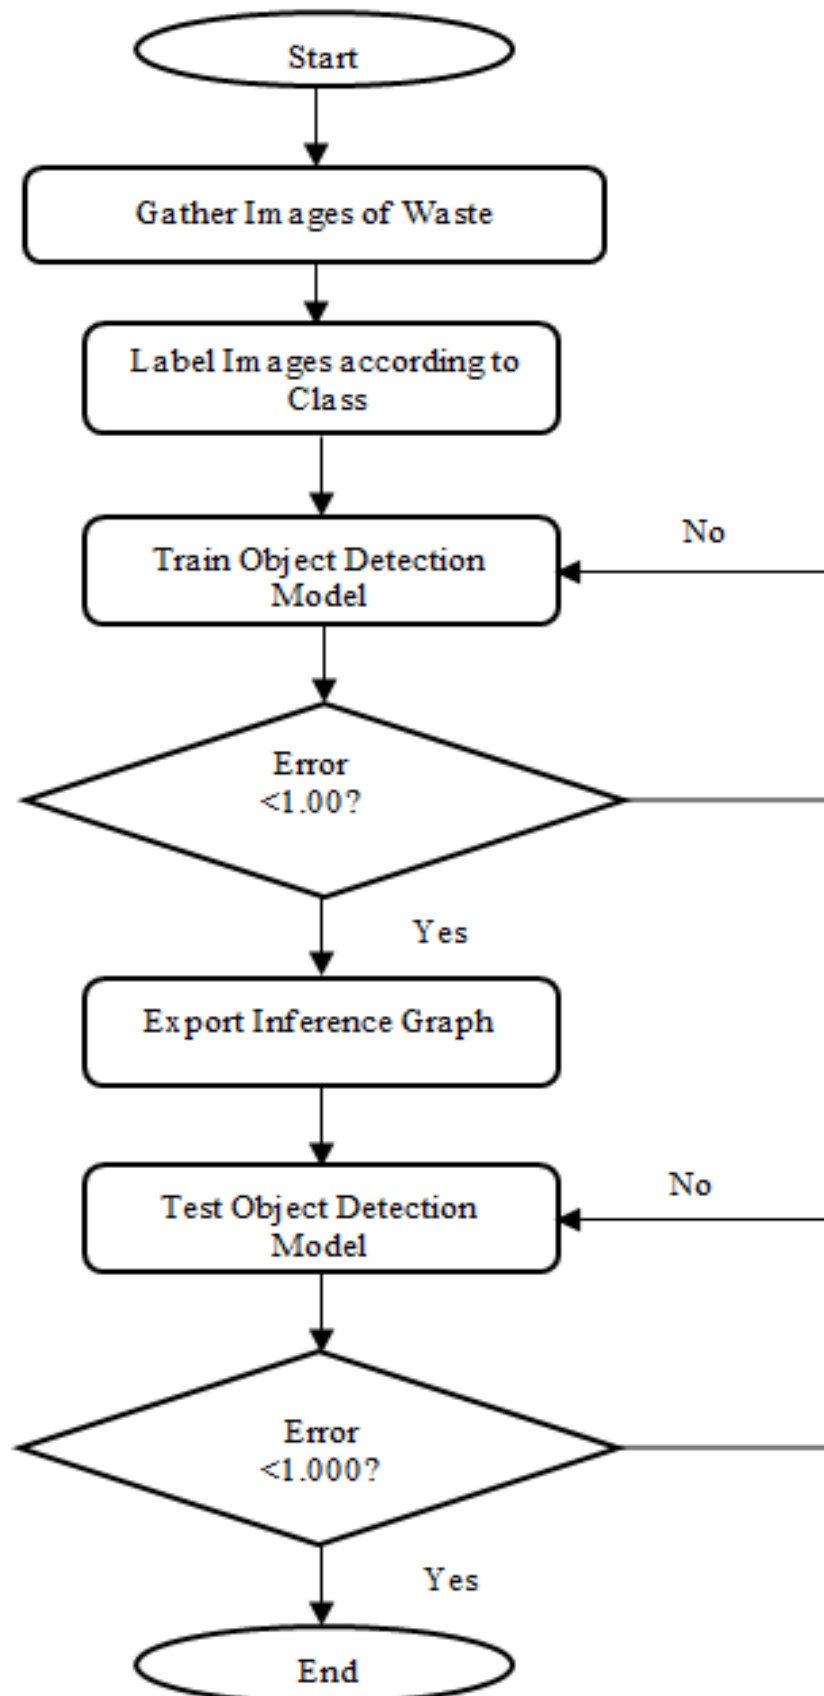 Start
Gather Images of Waste
Label Images according to
Class
No
Train Object Detection
Model
Error
<1.00?
Yes
Export Inference Graph
No
Test Object Detection
Model
Error
<1.000?
Yes
End